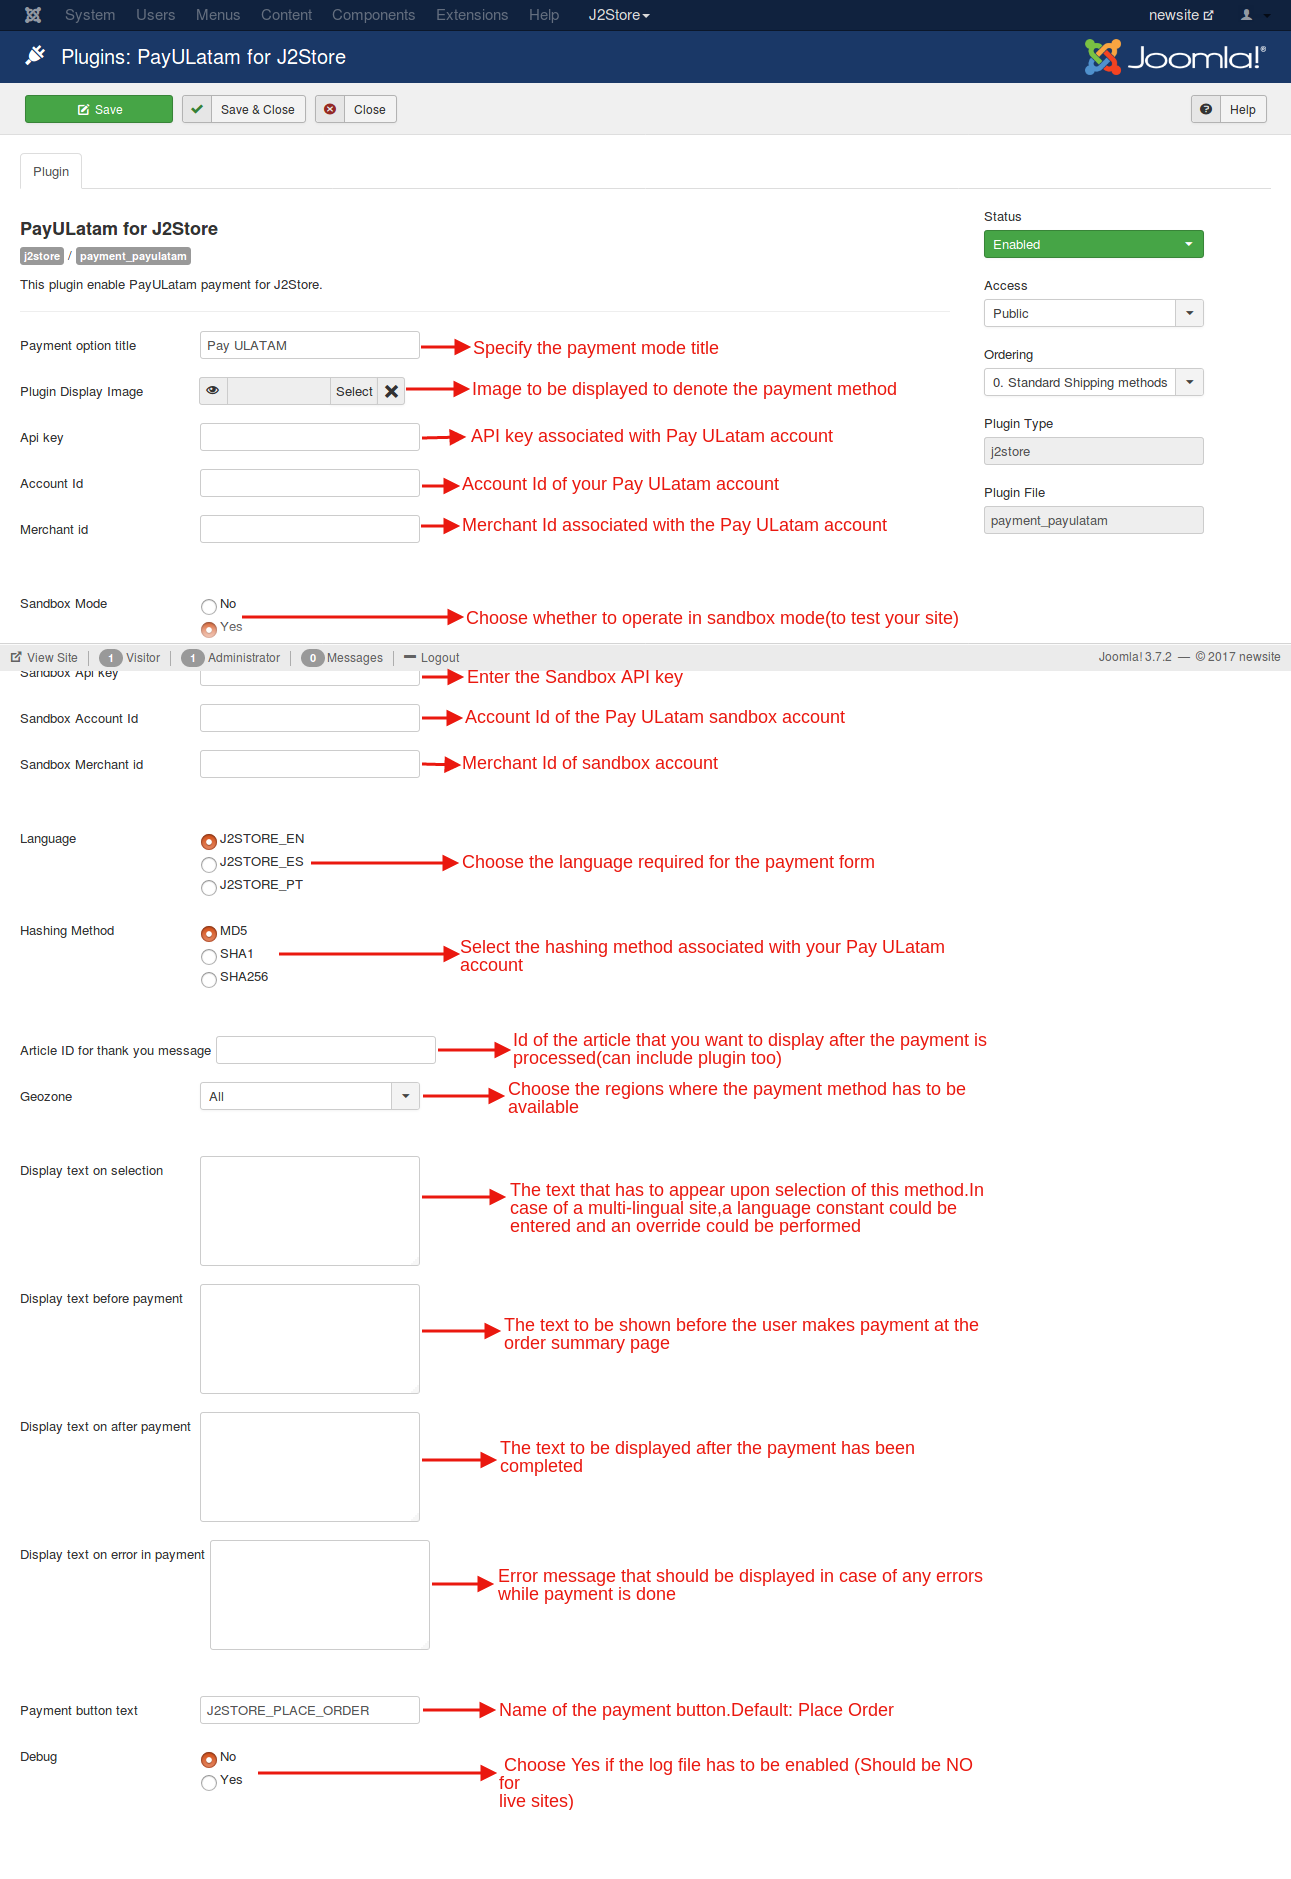 System Users Menus Content Components Extensions Help J2Store newsite
Plugins: PayULatam for J2Store Joomla!®
Save Save & Close Close Help
Plugin
PayULatam for J2Store
j2store / payment_payulatam
This plugin enable PayULatam payment for J2Store.
Status
Enabled
Access
Public
Ordering
0. Standard Shipping methods
Plugin Type
j2store
Plugin File
payment_payulatam
Payment option title Pay ULATAM Specify the payment mode title
Plugin Display Image Select Image to be displayed to denote the payment method
Api key API key associated with Pay ULatam account
Account Id Account Id of your Pay ULatam account
Merchant id Merchant Id associated with the Pay ULatam account
Sandbox Mode No
Yes
Choose whether to operate in sandbox mode(to test your site)
View Site 1 Visitor 1 Administrator 0 Messages Logout Joomla! 3.7.2 — © 2017 newsite
Sandbox Api Key Enter the Sandbox API key
Sandbox Account Id Account Id of the Pay ULatam sandbox account
Sandbox Merchant id Merchant Id of sandbox account
Language J2STORE_EN
J2STORE_ES Choose the language required for the payment form
J2STORE_PT
Hashing Method MD5
SHA1
SHA256
Select the hashing method associated with your Pay ULatam
account
Article ID for thank you message
Id of the article that you want to display after the payment is
processed(can include plugin too)
Geozone All
Choose the regions where the payment method has to be
available
Display text on selection
The text that has to appear upon selection of this method.In
case of a multi-lingual site,a language constant could be
entered and an override could be performed
Display text before payment
The text to be shown before the user makes payment at the
order summary page
Display text on after payment
The text to be displayed after the payment has been
completed
Display text on error in payment
Error message that should be displayed in case of any errors
while payment is done
Payment button text J2STORE_PLACE_ORDER Name of the payment button.Default: Place Order
Debug No
Yes
Choose Yes if the log file has to be enabled (Should be NO
for
live sites)